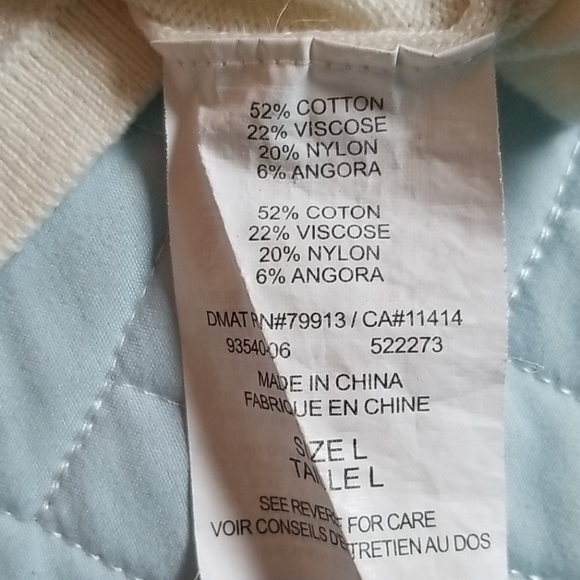 52% COTTON
22% VISCOSE
20% NYLON
6% ANGORA
52% COTON
22% VISCOSE
20% NYLON
6% ANGORA
DMAT RN#79913 / CA#11414
93540-06 522273
MADE IN CHINA
FABRIQUE EN CHINE
SIZE L
TAILLE L
SEE REVERSE FOR CARE
VOIR CONSEILS D'ENTRETIEN AU DOS